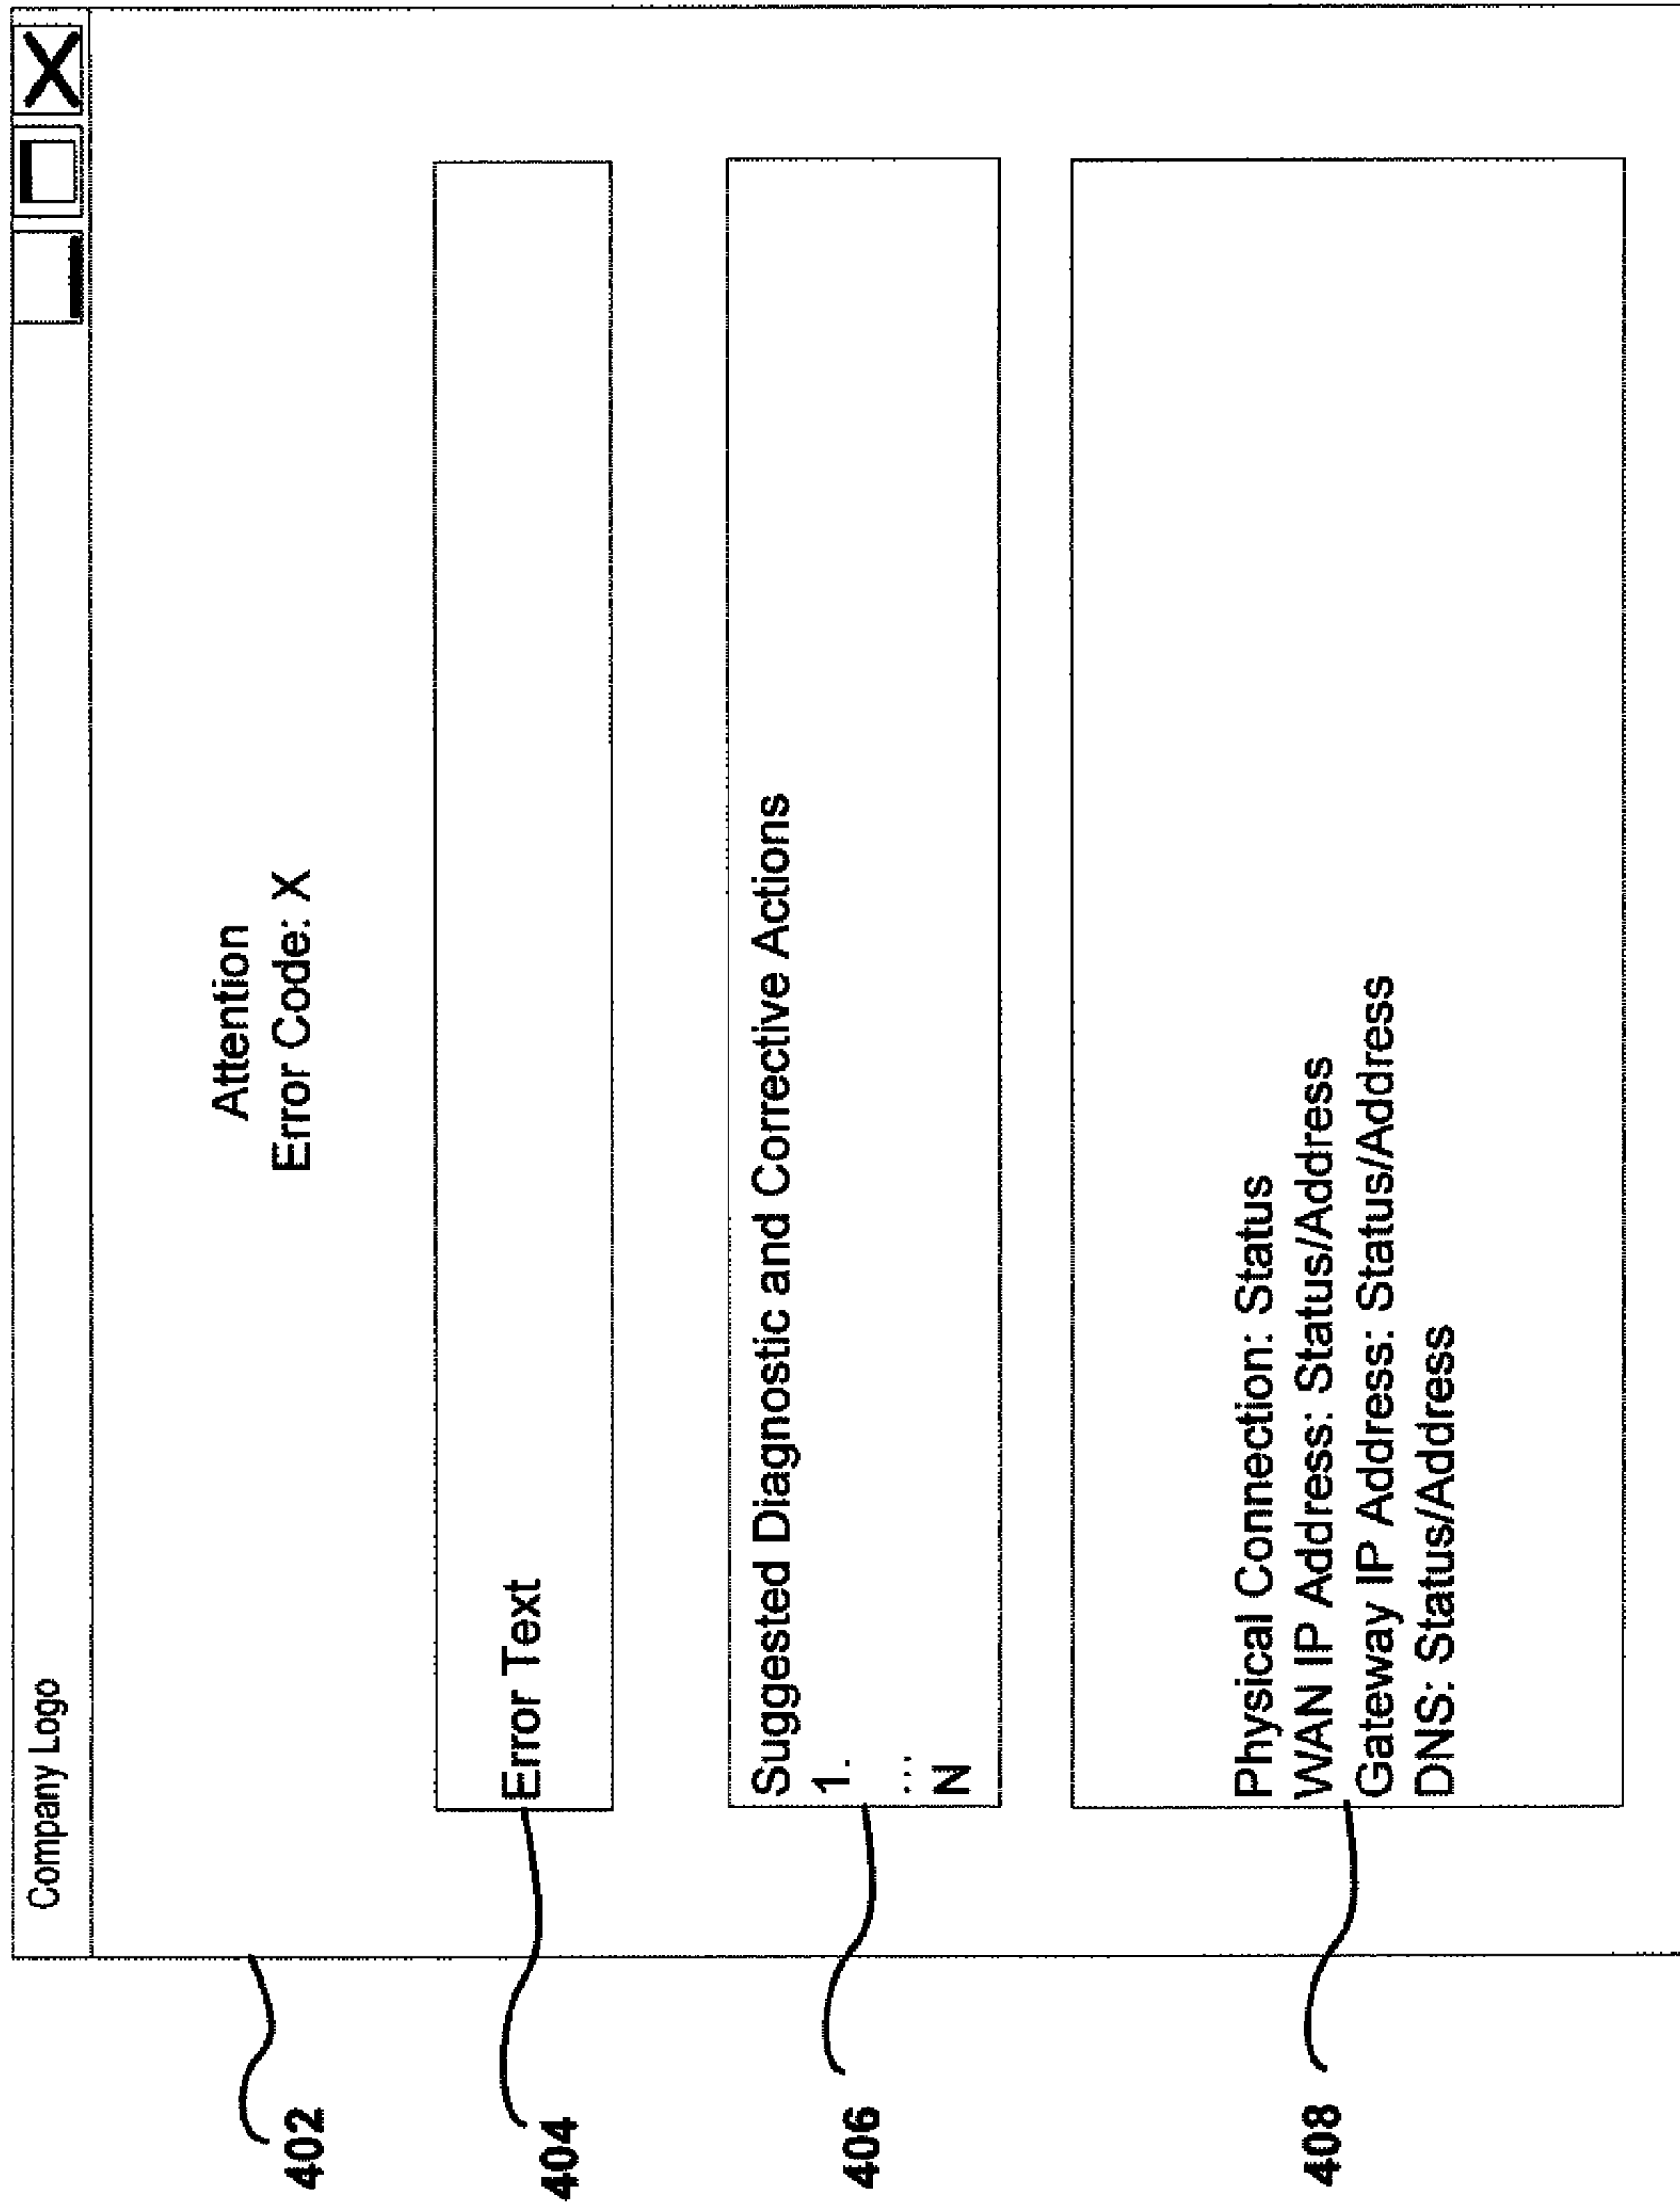 Company Logo
X
Attention
Error Code: X
402
Error Text
404
Suggested Diagnostic and Corrective Actions
1.
...
N
406
Physical Connection: Status
WAN IP Address: Status/Address
Gateway IP Address: Status/Address
DNS: Status/Address
408